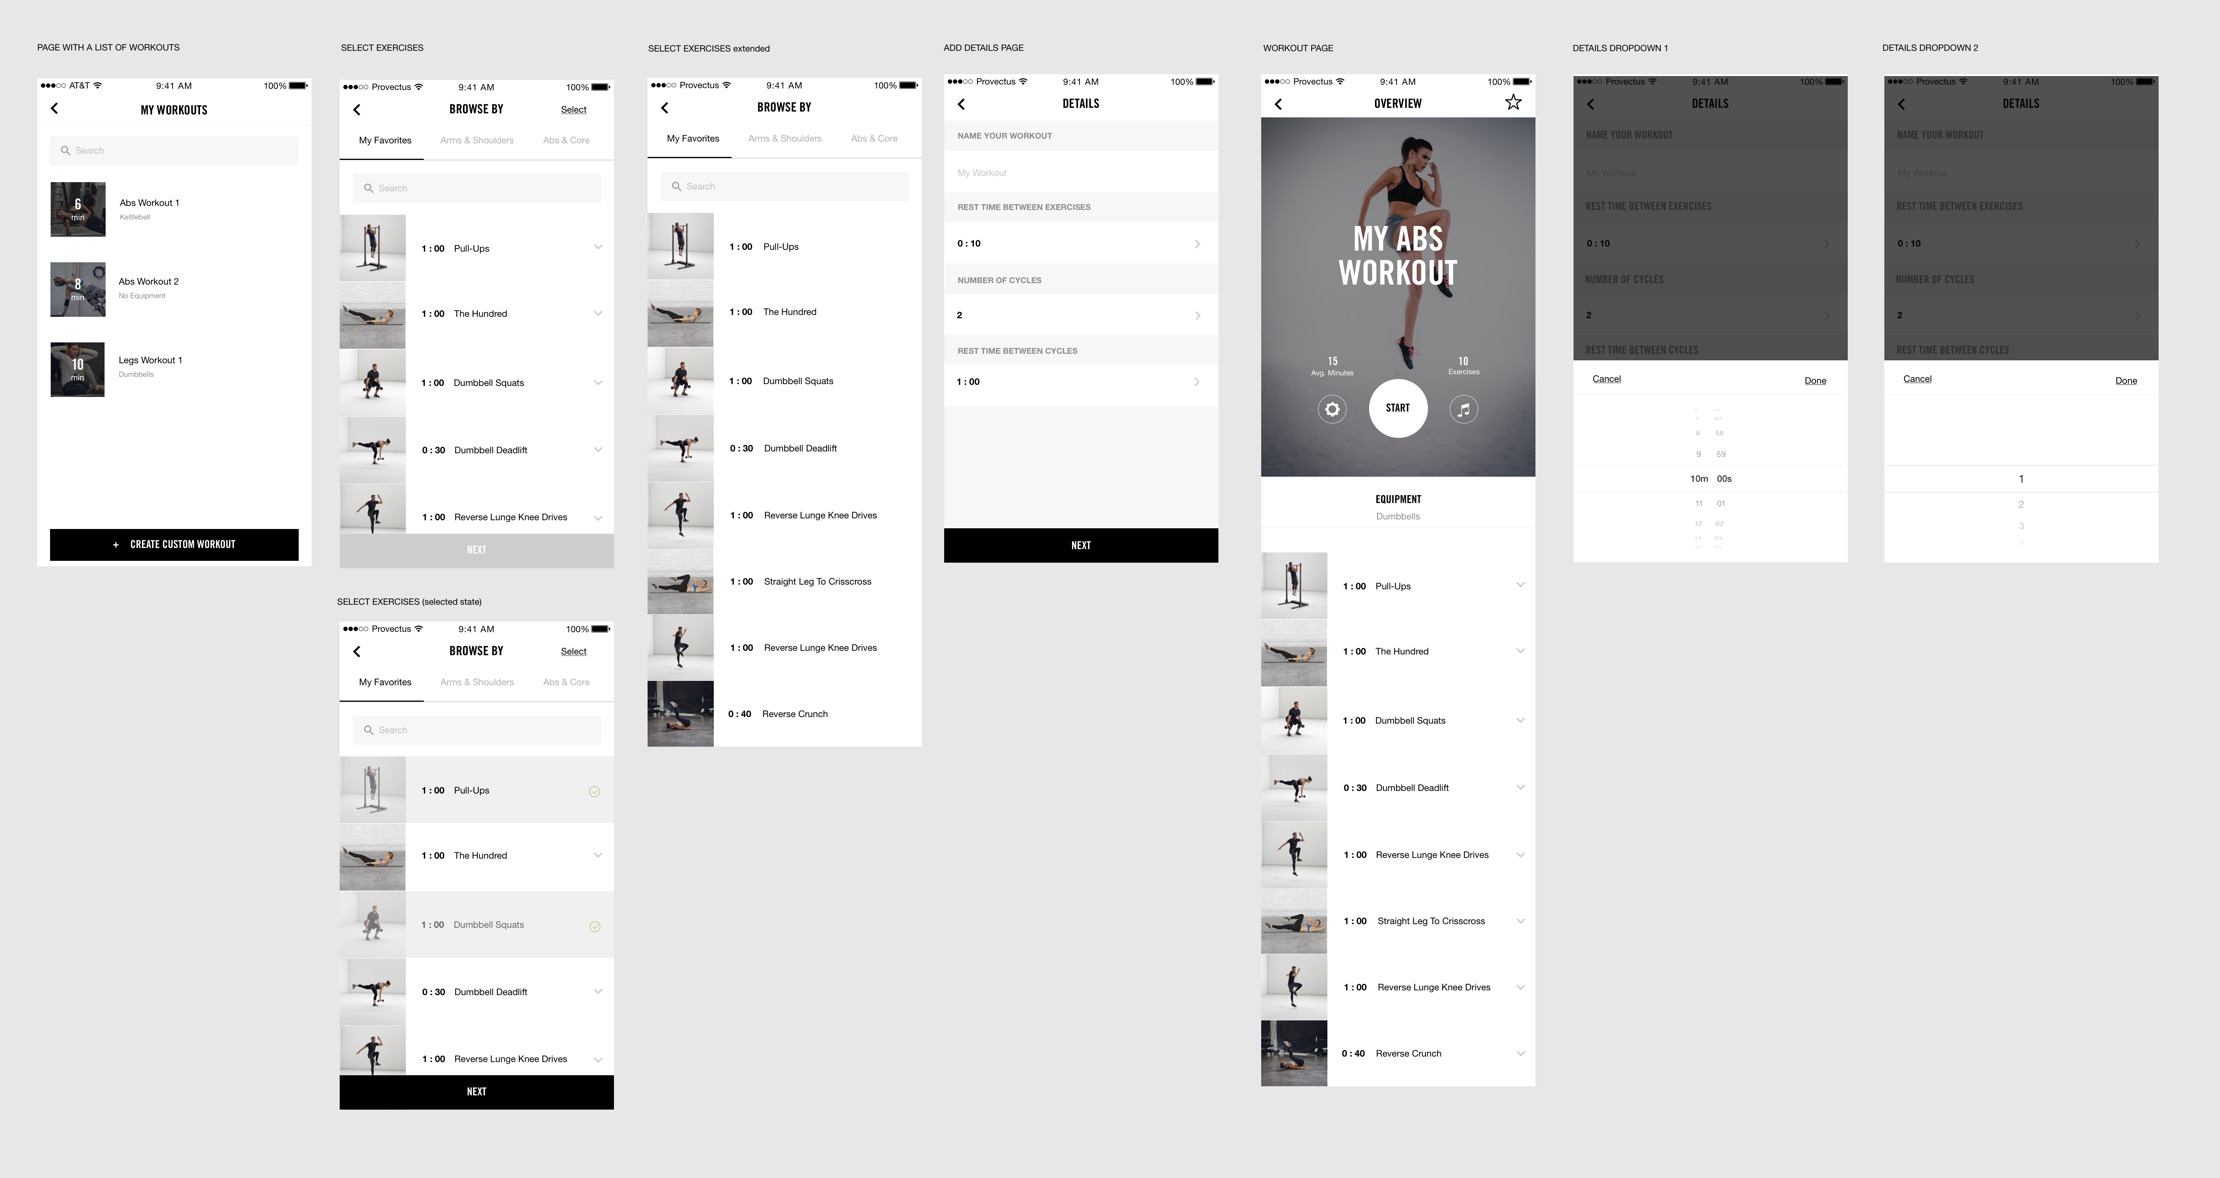 PAGE WITH A LIST OF WORKOUTS
AT&T 9:41 AM 100%
MY WORKOUTS
Search
6
min
Abs Workout 1
Kettlebell
8
min
Abs Workout 2
No Equipment
10
min
Legs Workout 1
Dumbbells
+ CREATE CUSTOM WORKOUT
SELECT EXERCISES
Provectus 9:41 AM 100%
BROWSE BY Select
My Favorites Arms & Shoulders Abs & Core
Search
1 : 00 Pull-Ups
1 : 00 The Hundred
1 : 00 Dumbbell Squats
0 : 30 Dumbbell Deadlift
1 : 00 Reverse Lunge Knee Drives
NEXT
SELECT EXERCISES (selected state)
Provectus 9:41 AM 100%
BROWSE BY Select
My Favorites Arms & Shoulders Abs & Core
Search
1 : 00 Pull-Ups
1 : 00 The Hundred
1 : 00 Dumbbell Squats
0 : 30 Dumbbell Deadlift
1 : 00 Reverse Lunge Knee Drives
NEXT
SELECT EXERCISES extended
Provectus 9:41 AM 100%
BROWSE BY
My Favorites Arms & Shoulders Abs & Core
Search
1 : 00 Pull-Ups
1 : 00 The Hundred
1 : 00 Dumbbell Squats
0 : 30 Dumbbell Deadlift
1 : 00 Reverse Lunge Knee Drives
1 : 00 Straight Leg To Crisscross
1 : 00 Reverse Lunge Knee Drives
0 : 40 Reverse Crunch
ADD DETAILS PAGE
Provectus 9:41 AM 100%
DETAILS
NAME YOUR WORKOUT
My Workout
REST TIME BETWEEN EXERCISES
0 : 10
NUMBER OF CYCLES
2
REST TIME BETWEEN CYCLES
1 : 00
NEXT
WORKOUT PAGE
Provectus 9:41 AM 100%
OVERVIEW
MY ABS
WORKOUT
15 10
Avg. Minutes Exercises
START
EQUIPMENT
Dumbbells
1 : 00 Pull-Ups
1 : 00 The Hundred
1 : 00 Dumbbell Squats
0 : 30 Dumbbell Deadlift
1 : 00 Reverse Lunge Knee Drives
1 : 00 Straight Leg To Crisscross
1 : 00 Reverse Lunge Knee Drives
0 : 40 Reverse Crunch
DETAILS DROPDOWN 1
Provectus 9:41 AM 100%
DETAILS
NAME YOUR WORKOUT
My Workout
REST TIME BETWEEN EXERCISES
0 : 10
NUMBER OF CYCLES
2
REST TIME BETWEEN CYCLES
Cancel Done
8 58
9 59
10m 00s
11 01
12 02
DETAILS DROPDOWN 2
Provectus 9:41 AM 100%
DETAILS
NAME YOUR WORKOUT
My Workout
REST TIME BETWEEN EXERCISES
0 : 10
NUMBER OF CYCLES
2
REST TIME BETWEEN CYCLES
Cancel Done
1
2
3